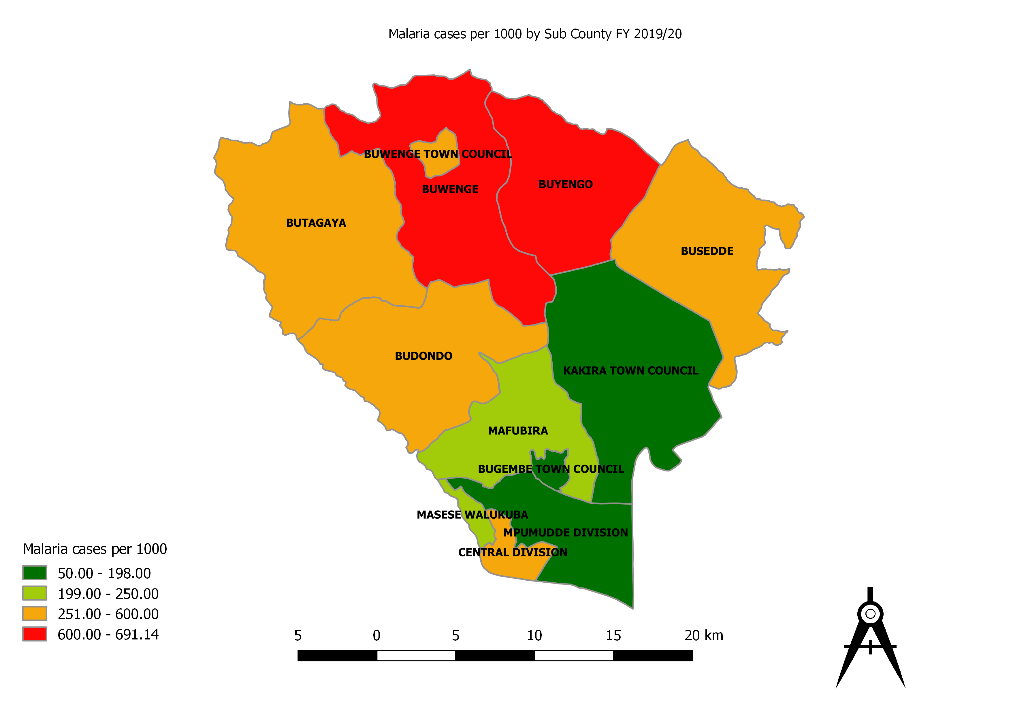 Malaria cases per 1000 by Sub County FY 2019/20
BUWENGE TOWN COUNCIL
BUYENGO
BUWENGE
BUTAGAYA
BUSEDDE
BUDONDO
KAKIRA TOWN COUNCIL
MAFUBIRA
BUGEMBE TOWN COUNCIL
MASESE WALUKUBA
MPUMUDDE DIVISION
CENTRAL DIVISION
Malaria cases per 1000
50.00 - 198.00
199.00 - 250.00
251.00 - 600.00
600.00 - 691.14
5 0 5 10 15 20 km